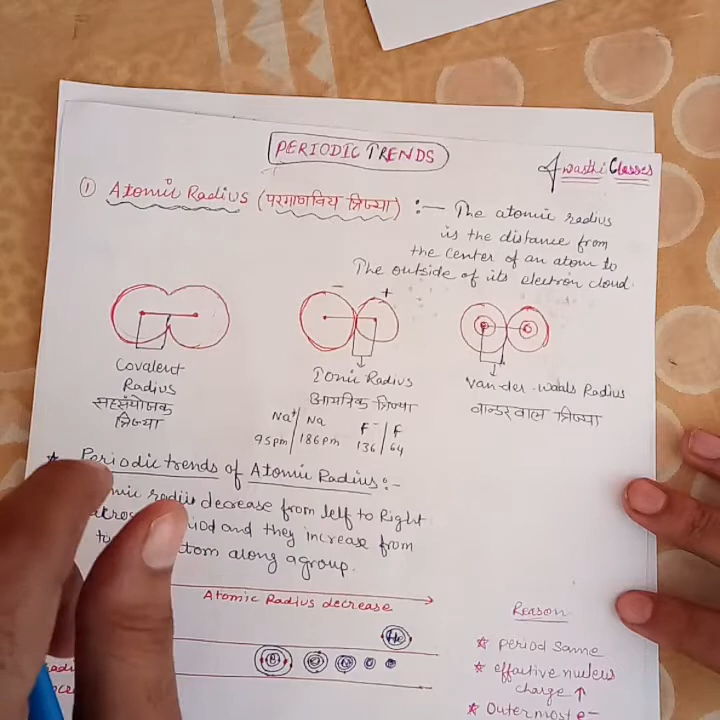 PERIODIC TRENDS
Awasthi Classes
① Atomic Radius (परमाणविय त्रिज्या) :— The atomic radius
is the distance from
the center of an atom to
The outside of its electron cloud.
− +
Covalent
Radius
सहसंयोजक
त्रिज्या
Ionic Radius
आयनिक त्रिज्या
Na⁺ | Na
95pm | 186pm
F⁻ | F
136 | 64
Van-der-waals Radius
वान्डरवाल त्रिज्या
★ Periodic trends of Atomic Radius:-
radii decrease from left to Right
and they increase from
to along a group.
Atomic Radius decrease
He
B
Reason
★ period same
★ effective
charge ↑
★ Outermost e−